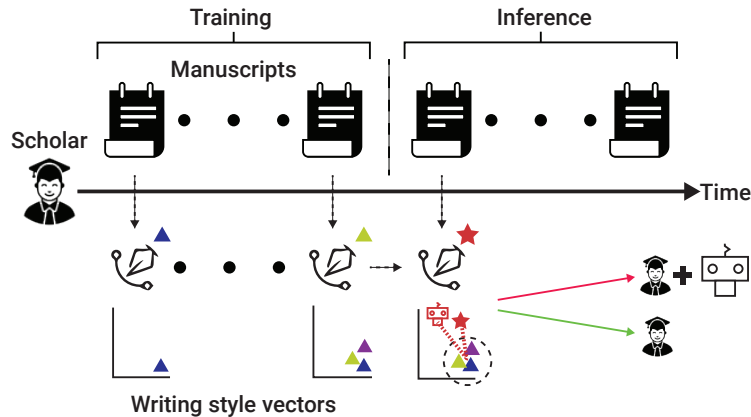 Training
Inference
Manuscripts
Scholar
Time
Writing style vectors